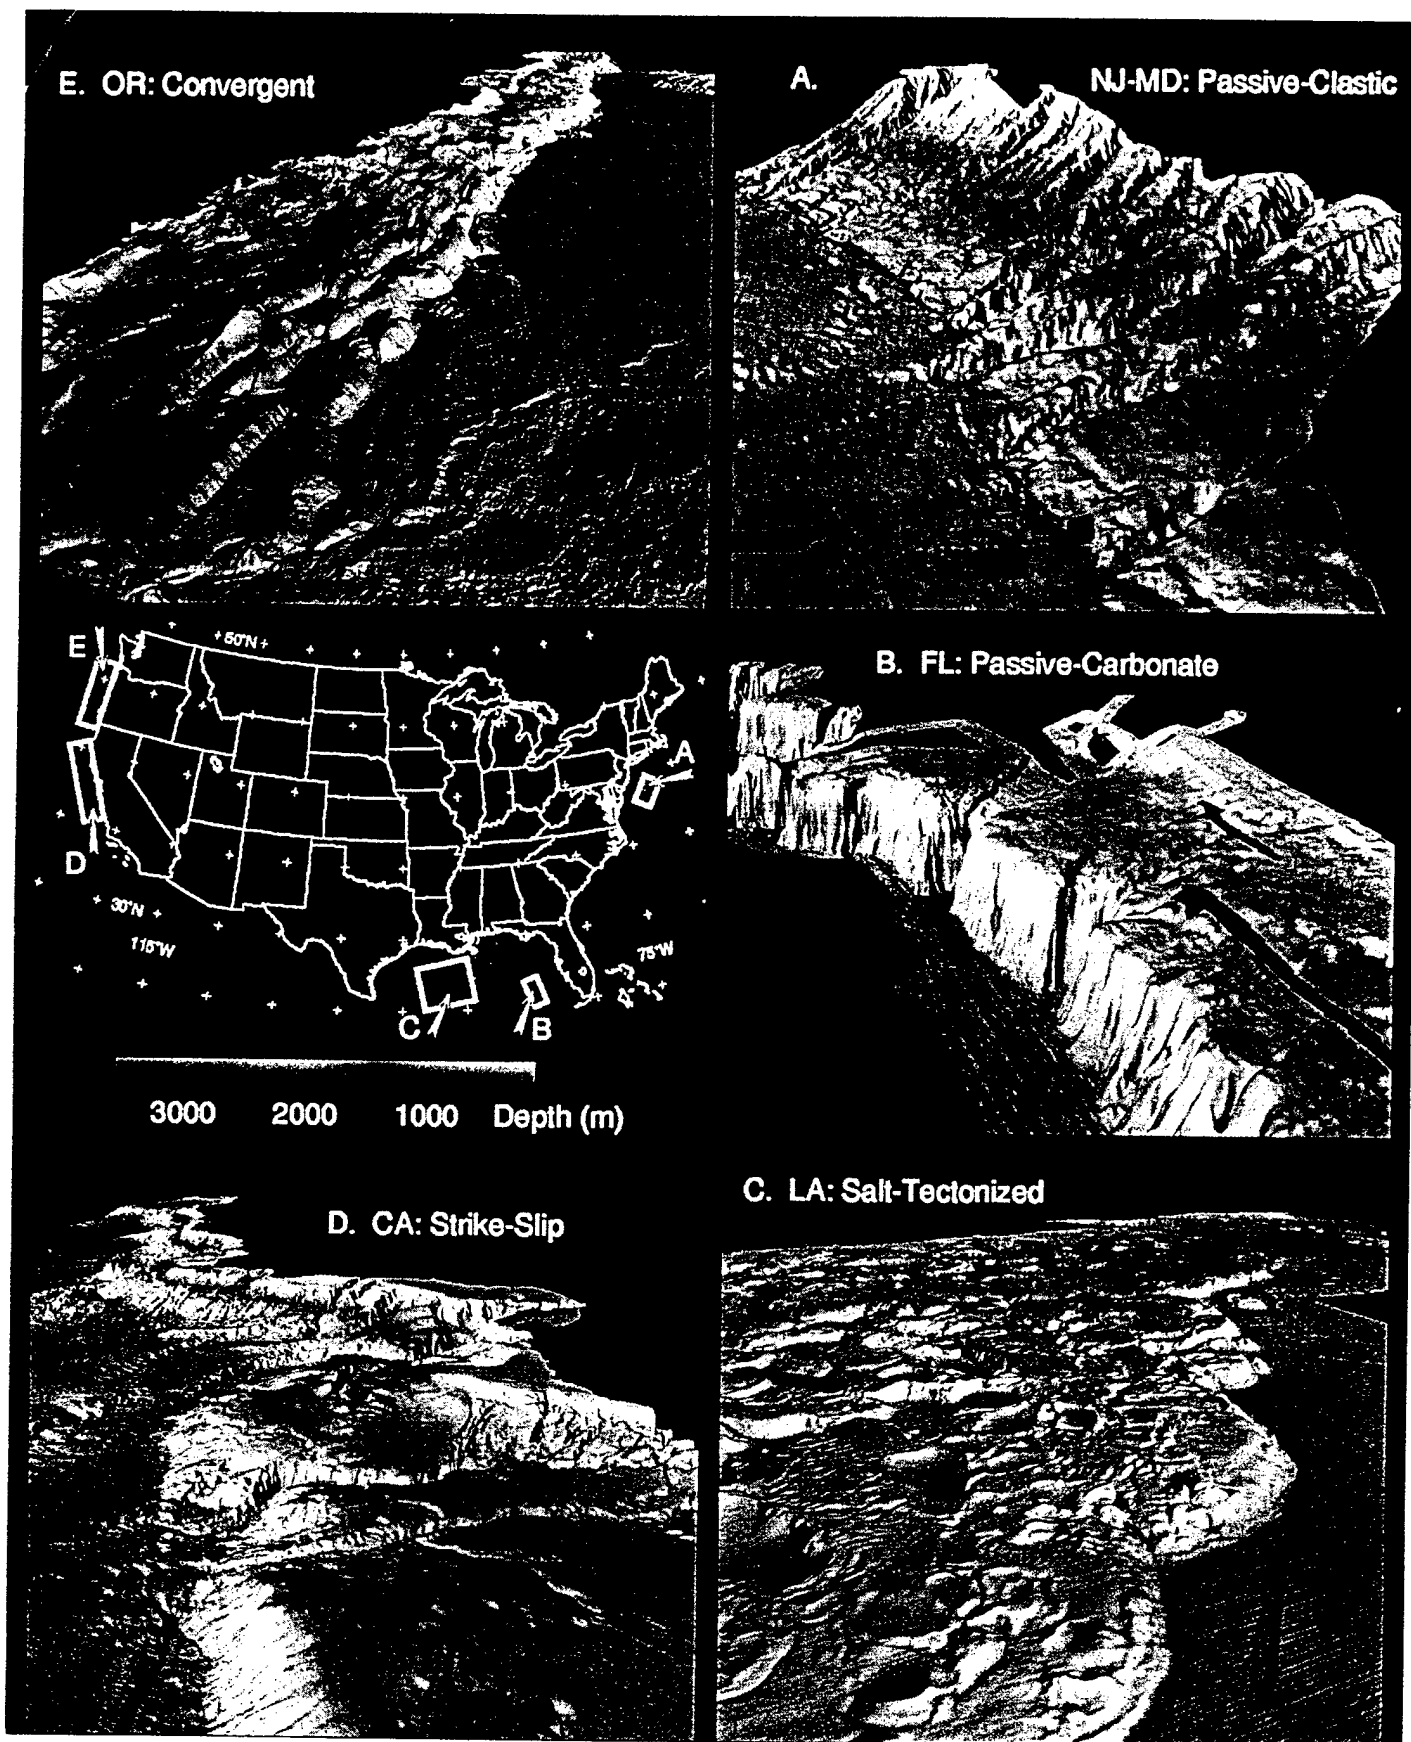 E. OR: Convergent
A. NJ-MD: Passive-Clastic
E
50°N
A
D
30°N
115°W
75°W
C
B
3000 2000 1000 Depth (m)
B. FL: Passive-Carbonate
D. CA: Strike-Slip
C. LA: Salt-Tectonized